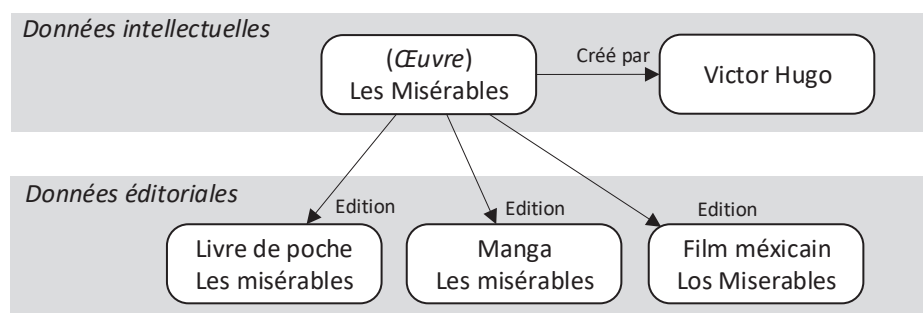 Données intellectuelles
(Œuvre)
Les Misérables
Créé par
Victor Hugo
Données éditoriales
Edition
Edition
Edition
Livre de poche
Les misérables
Manga
Les misérables
Film méxicain
Los Miserables